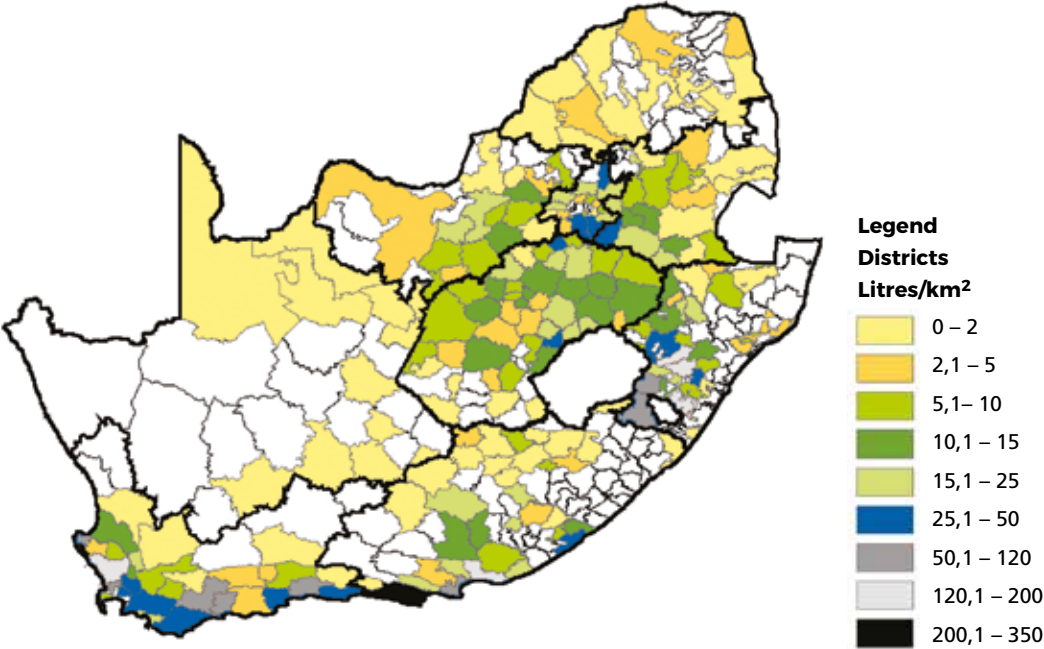 Legend
Districts
Litres/km²
0 – 2
2,1 – 5
5,1– 10
10,1 – 15
15,1 – 25
25,1 – 50
50,1 – 120
120,1 – 200
200,1 – 350